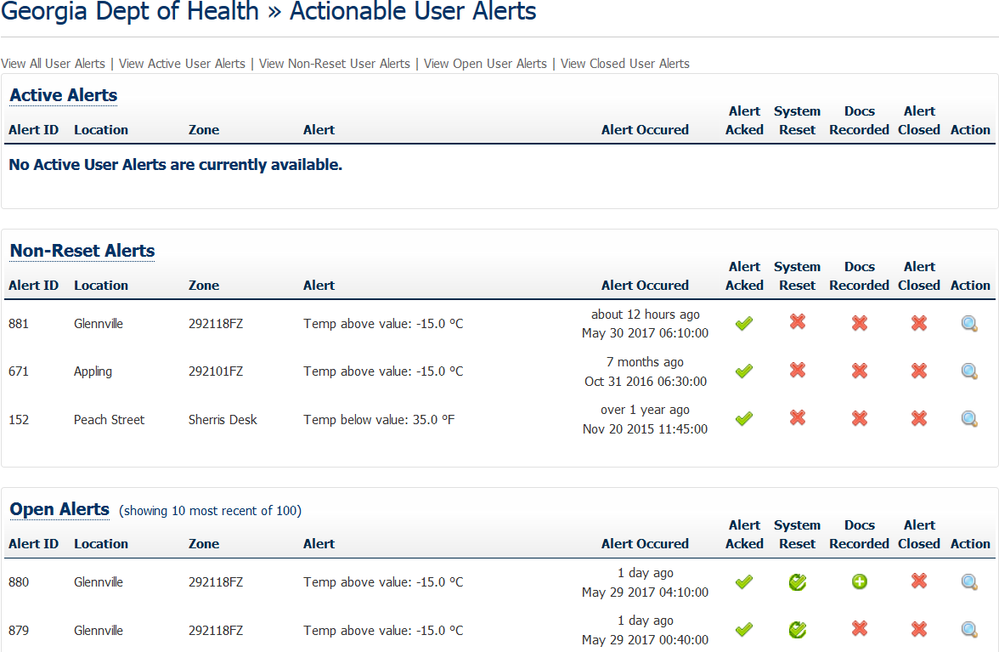 Georgia Dept of Health » Actionable User Alerts
View All User Alerts | View Active User Alerts | View Non-Reset User Alerts | View Open User Alerts | View Closed User Alerts
Active Alerts
Alert ID Location Zone Alert Alert Occured Alert Acked System Reset Docs Recorded Alert Closed Action
No Active User Alerts are currently available.
Non-Reset Alerts
Alert ID Location Zone Alert Alert Occured Alert Acked System Reset Docs Recorded Alert Closed Action
881 Glennville 292118FZ Temp above value: -15.0 ºC about 12 hours ago
May 30 2017 06:10:00
671 Appling 292101FZ Temp above value: -15.0 ºC 7 months ago
Oct 31 2016 06:30:00
152 Peach Street Sherris Desk Temp below value: 35.0 ºF over 1 year ago
Nov 20 2015 11:45:00
Open Alerts (showing 10 most recent of 100)
Alert ID Location Zone Alert Alert Occured Alert Acked System Reset Docs Recorded Alert Closed Action
880 Glennville 292118FZ Temp above value: -15.0 ºC 1 day ago
May 29 2017 04:10:00
879 Glennville 292118FZ Temp above value: -15.0 ºC 1 day ago
May 29 2017 00:40:00